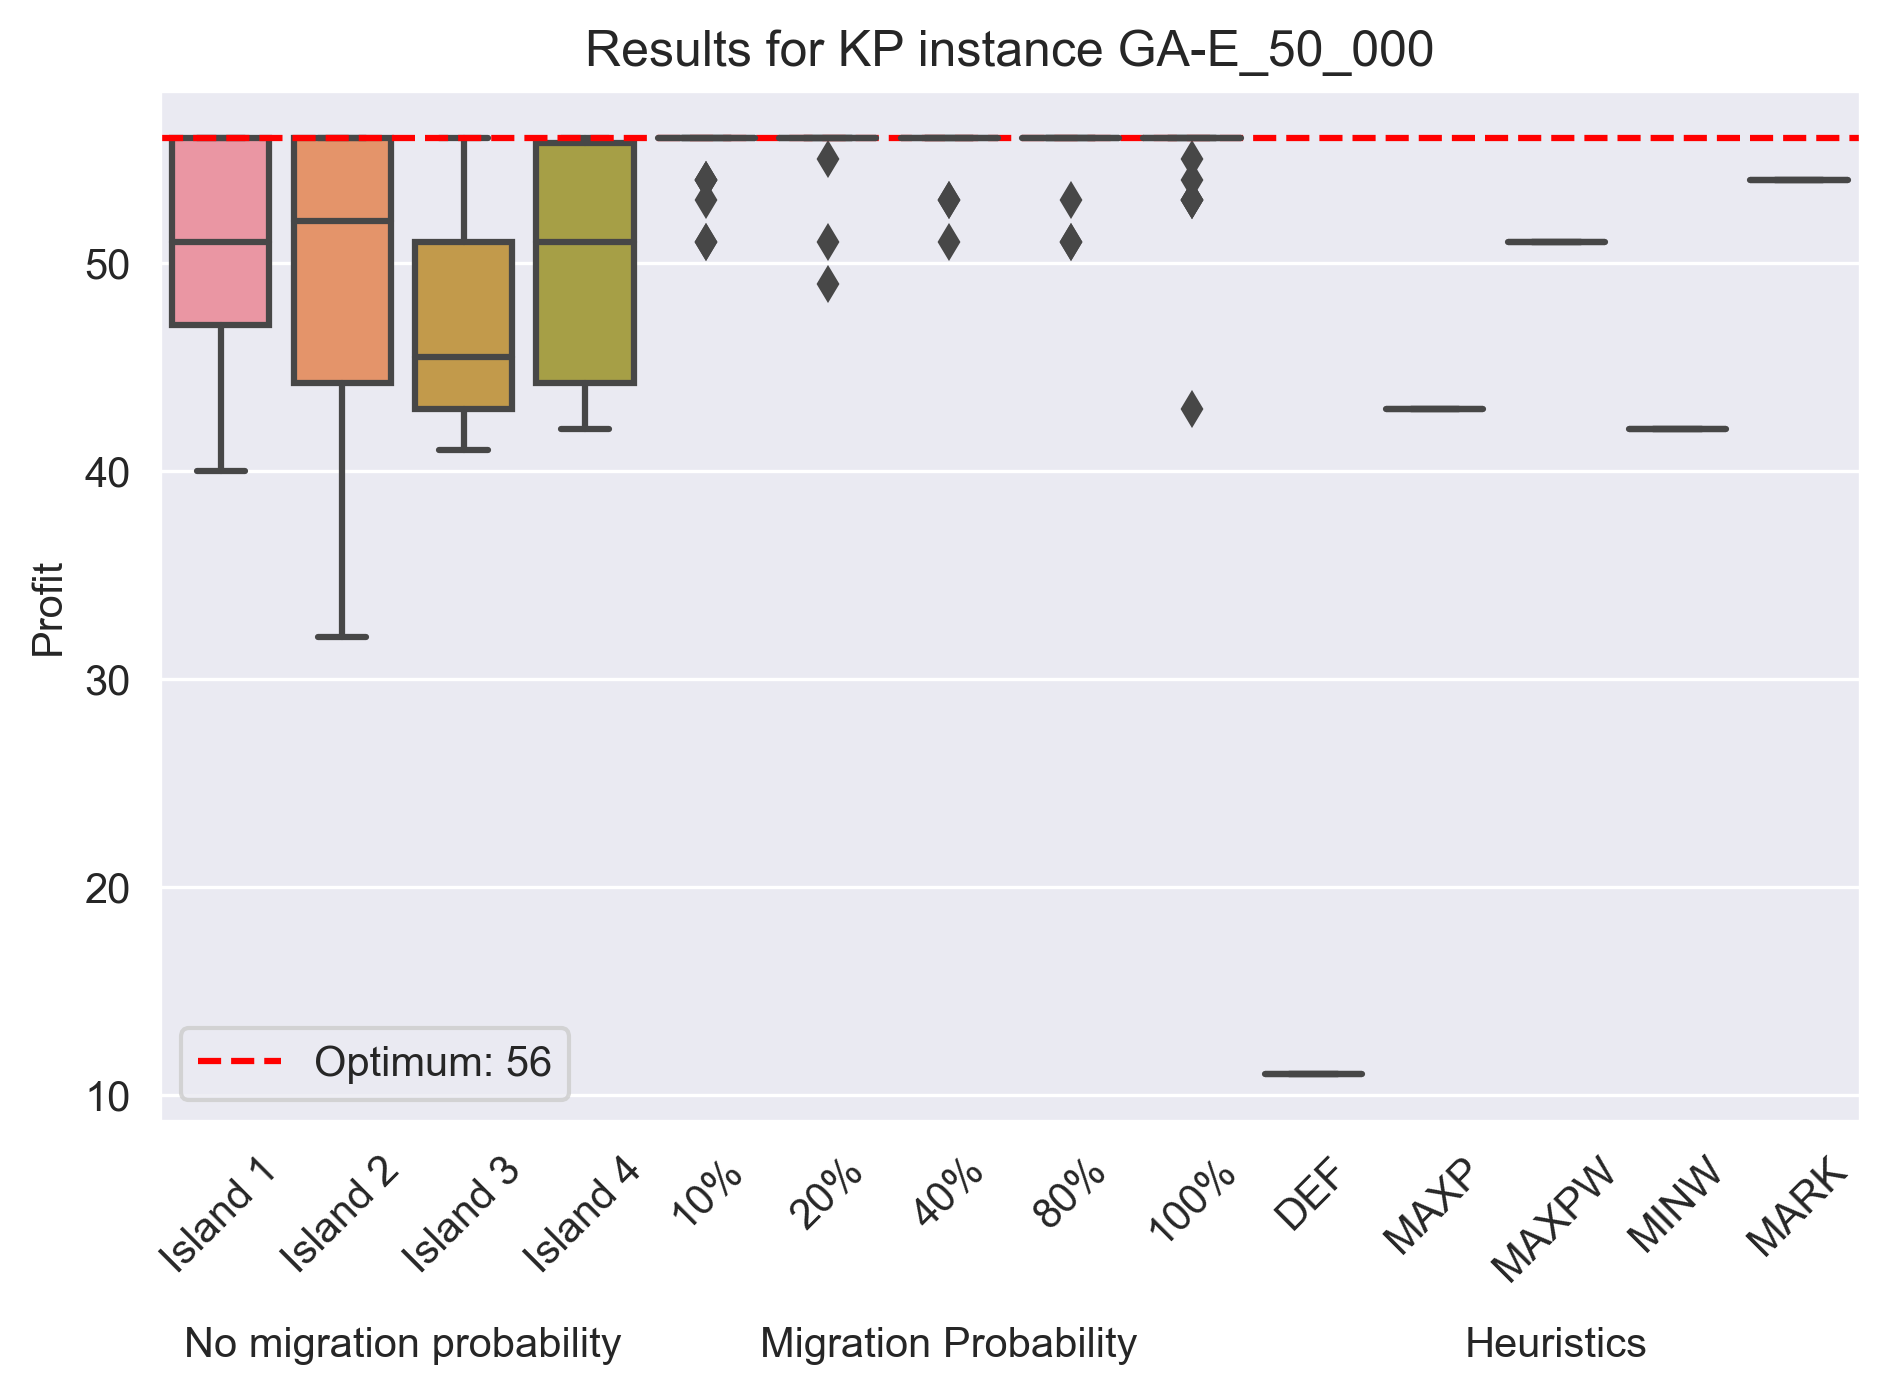 Results for KP instance GA-E_50_000
Profit
50
40
30
20
10
Optimum: 56
Island 1
Island 2
Island 3
Island 4
10%
20%
40%
80%
100%
DEF
MAXP
MAXPW
MINW
MARK
No migration probability
Migration Probability
Heuristics